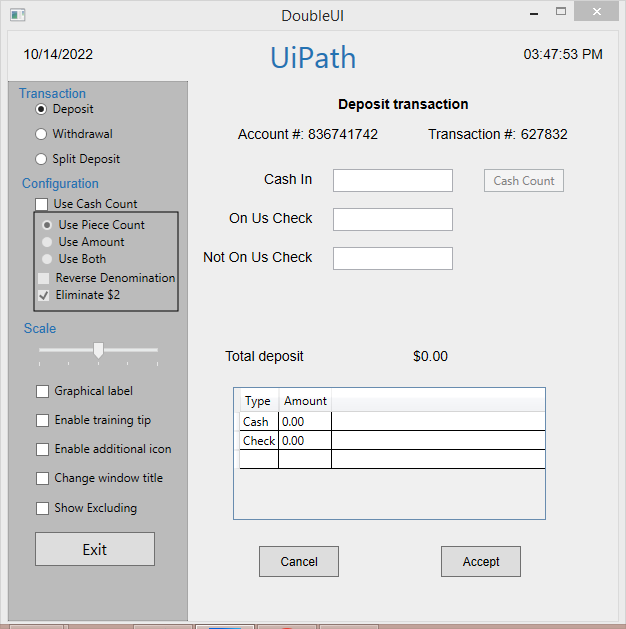 DoubleUI
10/14/2022
UiPath
03:47:53 PM
Transaction
Deposit
Withdrawal
Split Deposit
Configuration
Use Cash Count
Use Piece Count
Use Amount
Use Both
Reverse Denomination
Eliminate $2
Scale
Graphical label
Enable training tip
Enable additional icon
Change window title
Show Excluding
Exit
Deposit transaction
Account #: 836741742 Transaction #: 627832
Cash In
Cash Count
On Us Check
Not On Us Check
Total deposit $0.00
Type Amount
Cash 0.00
Check 0.00
Cancel Accept